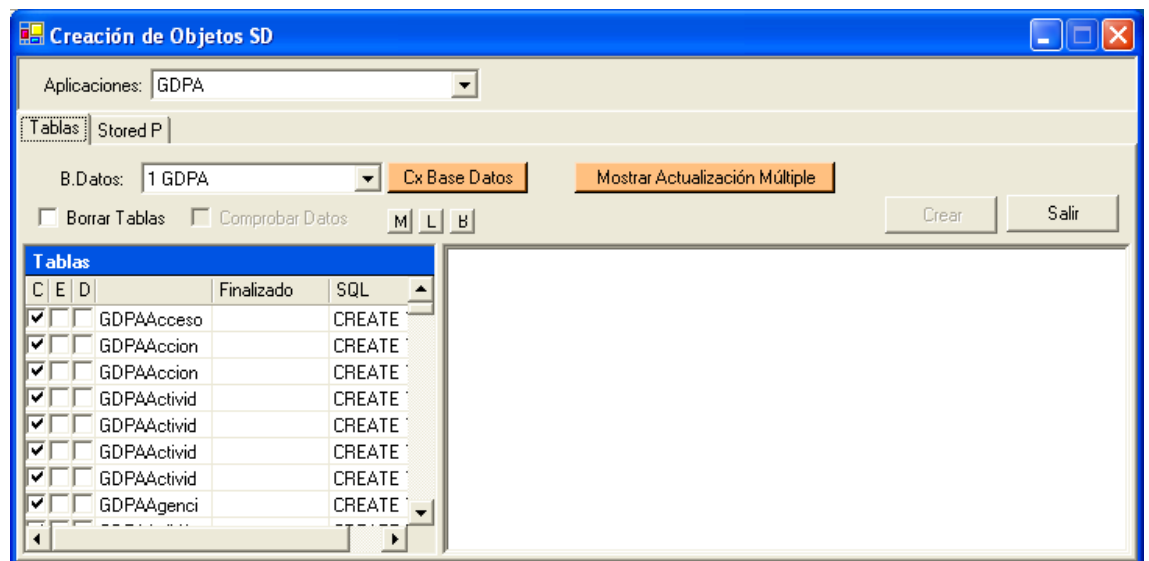 Creación de Objetos SD
Aplicaciones: GDPA
Tablas Stored P
B.Datos: 1 GDPA Cx Base Datos Mostrar Actualización Múltiple
Borrar Tablas Comprobar Datos M L B Crear Salir
Tablas
C E D Finalizado SQL
GDPAAcceso CREATE
GDPAAccion CREATE
GDPAAccion CREATE
GDPAActivid CREATE
GDPAActivid CREATE
GDPAActivid CREATE
GDPAActivid CREATE
GDPAAgenci CREATE